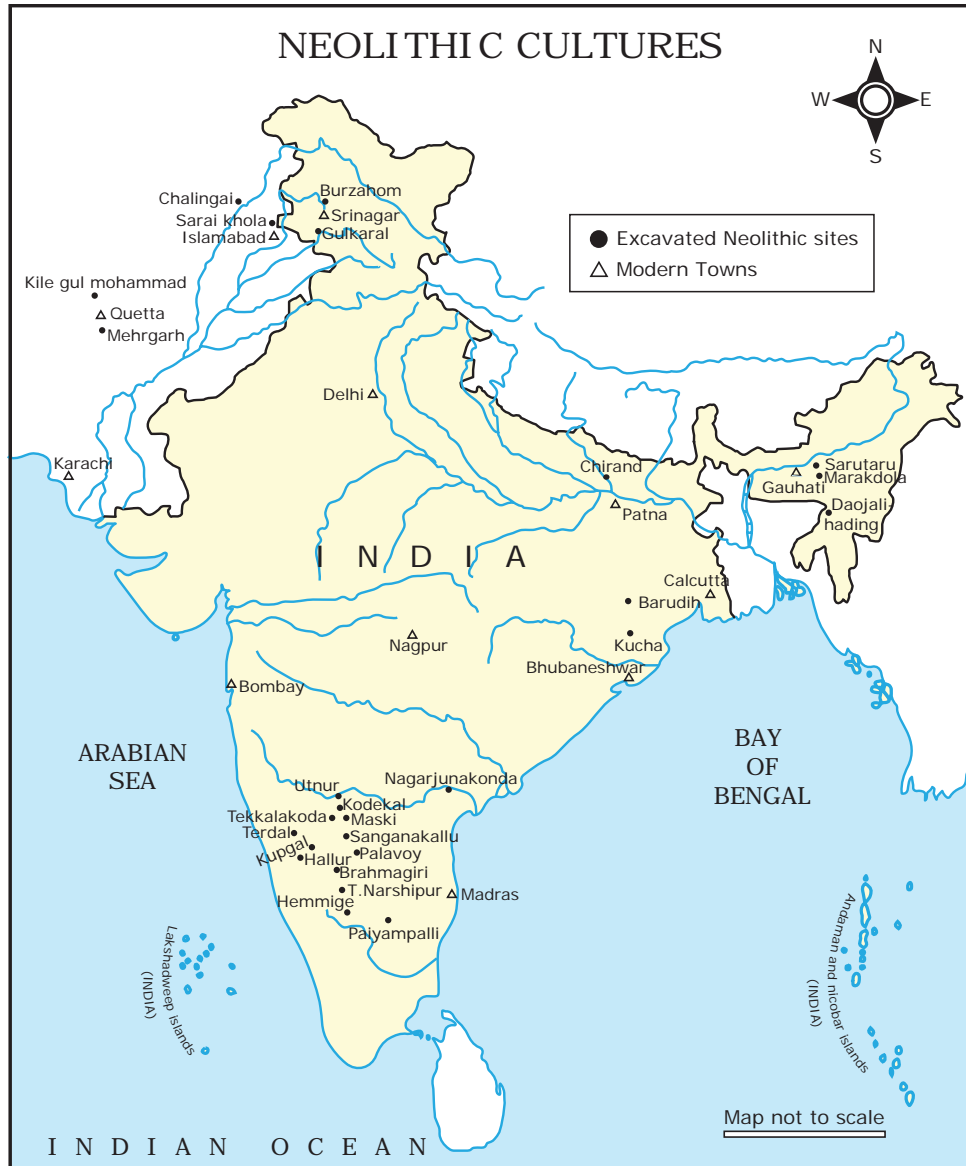 NEOLITHIC CULTURES
N
W
E
S
Excavated Neolithic sites
Modern Towns
Chalingai
Burzahom
Srinagar
Sarai khola
Islamabad
Gulkaral
Kile gul mohammad
Quetta
Mehrgarh
Delhi
Karachi
Chirand
Patna
Sarutaru
Marakdola
Gauhati
Daojali-
hading
INDIA
Calcutta
Barudih
Kucha
Nagpur
Bhubaneshwar
Bombay
ARABIAN
SEA
BAY
OF
BENGAL
Utnur
Nagarjunakonda
Kodekal
Tekkalakoda
Maski
Terdal
Sanganakallu
Kupgal
Palavoy
Hallur
Brahmagiri
T.Narshipur
Hemmige
Madras
Paiyampalli
Lakshadweep islands
(INDIA)
Andaman and nicobar islands
(INDIA)
Map not to scale
INDIAN OCEAN